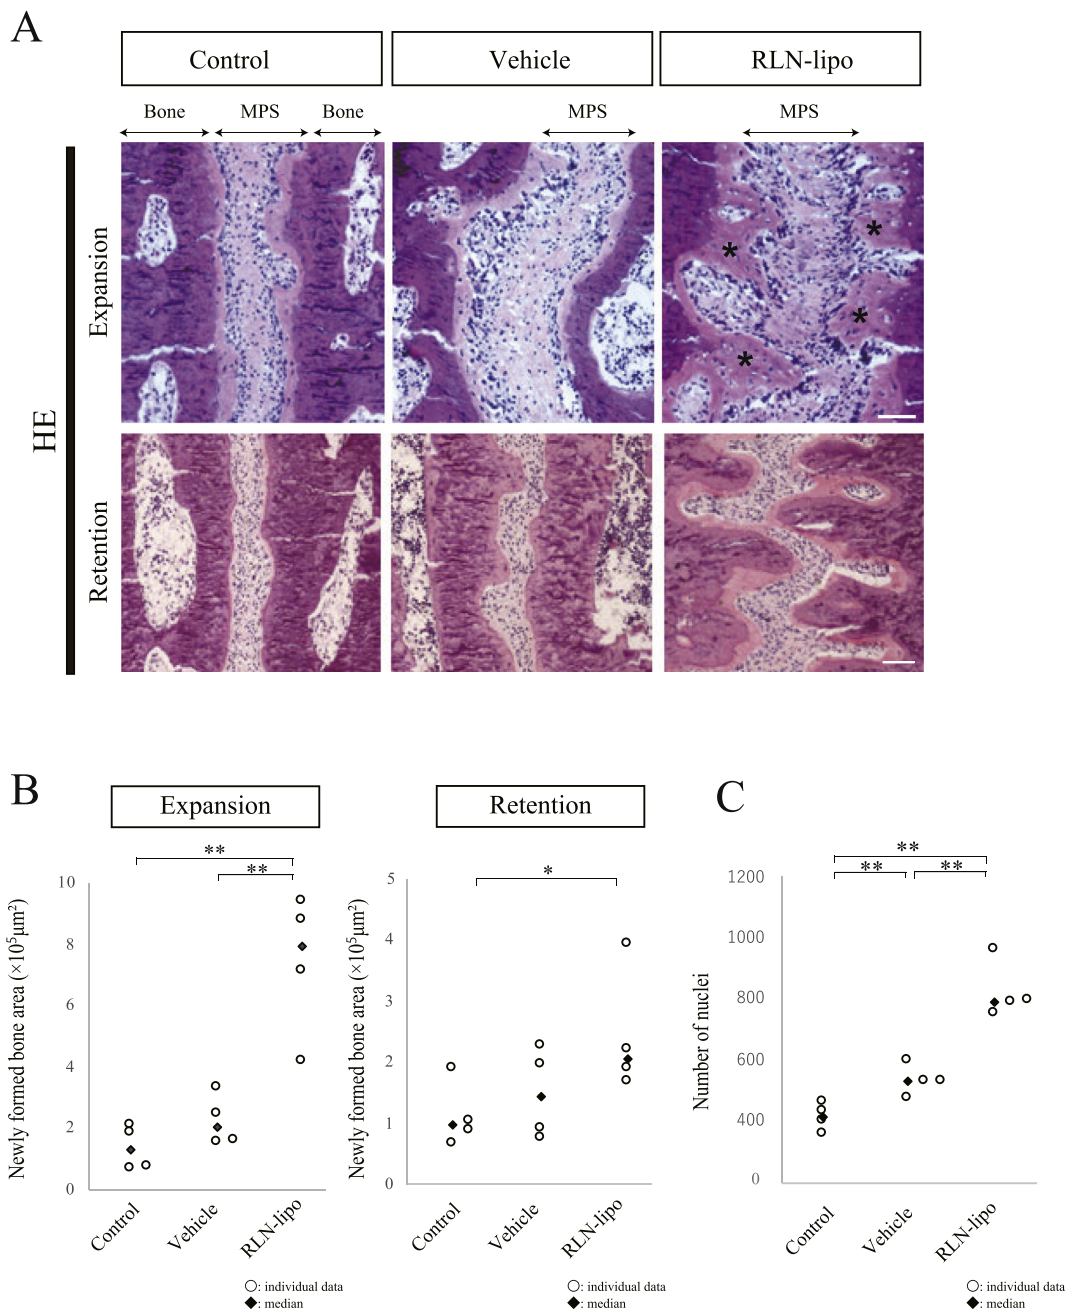 A
Control
Vehicle
RLN-lipo
Bone
MPS
Bone
MPS
MPS
HE
Expansion
*
*
*
*
Retention
B
Expansion
**
**
Newly formed bone area (×10⁵μm²)
10
8
6
4
2
0
Control
Vehicle
RLN-lipo
: individual data
: median
Retention
*
Newly formed bone area (×10⁵μm²)
5
4
3
2
1
0
Control
Vehicle
RLN-lipo
: individual data
: median
C
**
**
**
Number of nuclei
1200
1000
800
600
400
0
Control
Vehicle
RLN-lipo
: individual data
: median